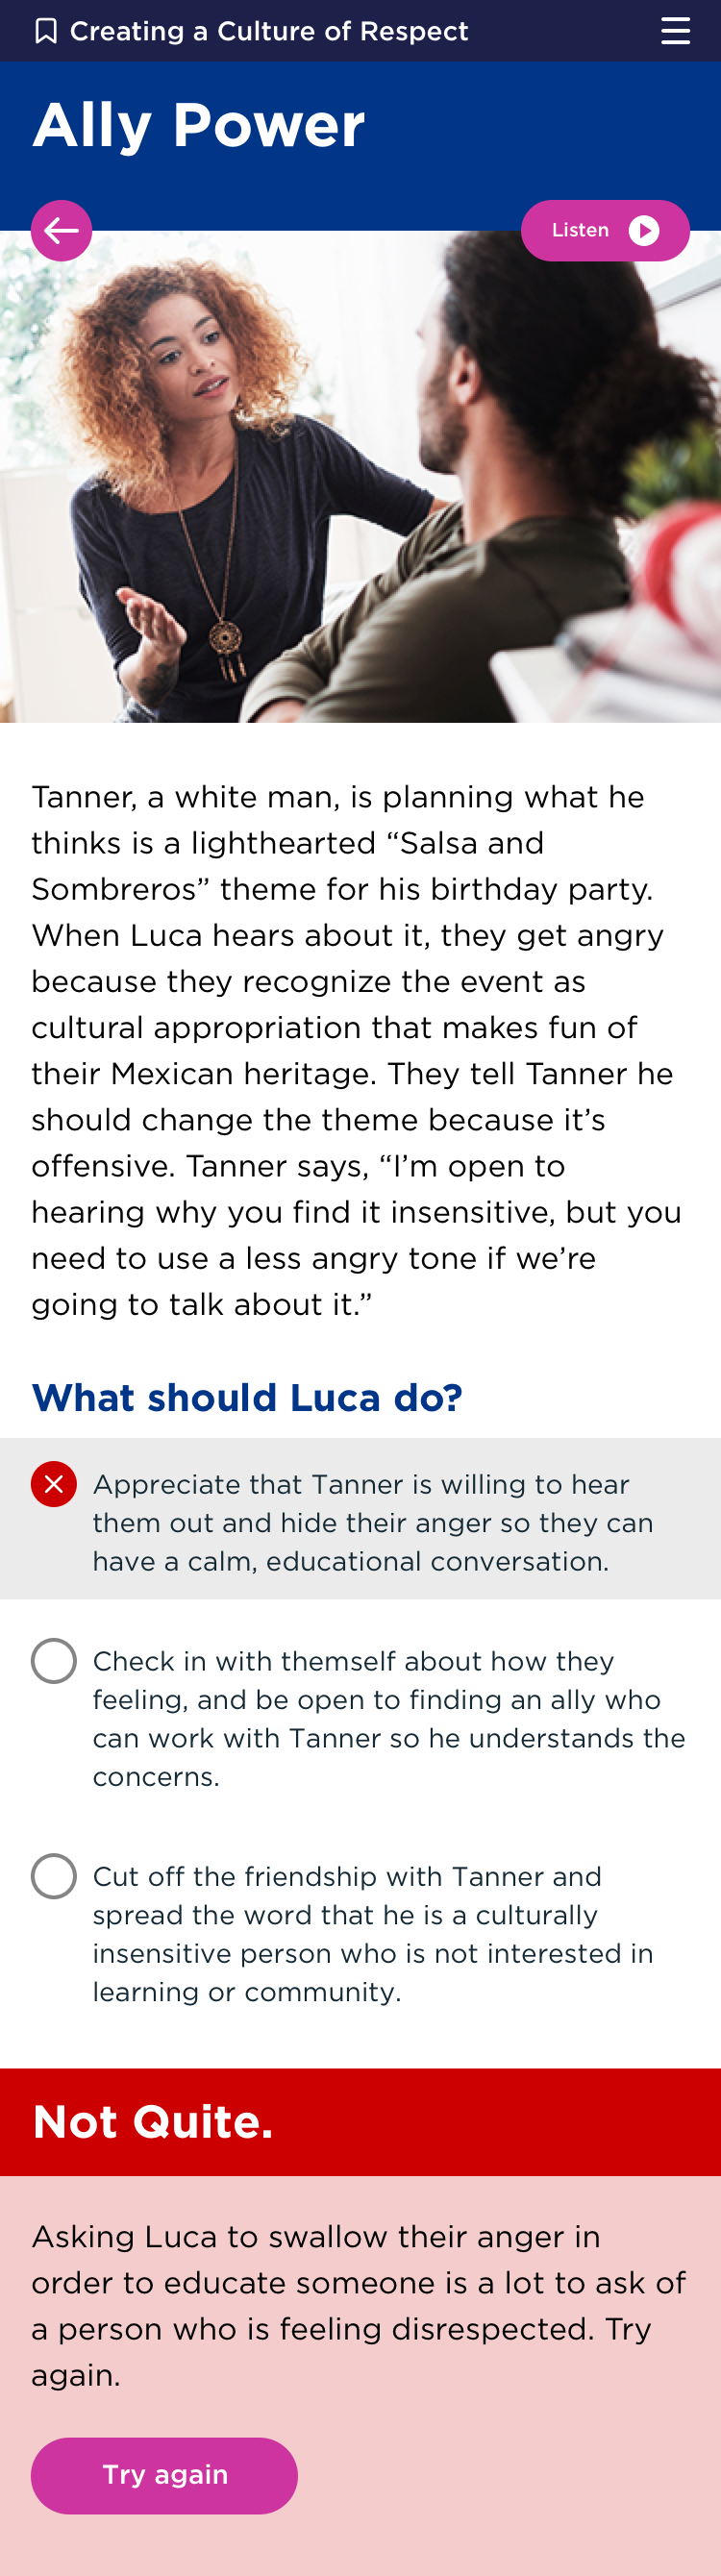 Creating a Culture of Respect
Ally Power
Listen
Tanner, a white man, is planning what he
thinks is a lighthearted “Salsa and
Sombreros” theme for his birthday party.
When Luca hears about it, they get angry
because they recognize the event as
cultural appropriation that makes fun of
their Mexican heritage. They tell Tanner he
should change the theme because it’s
offensive. Tanner says, “I’m open to
hearing why you find it insensitive, but you
need to use a less angry tone if we’re
going to talk about it.”
What should Luca do?
Appreciate that Tanner is willing to hear
them out and hide their anger so they can
have a calm, educational conversation.
Check in with themself about how they
feeling, and be open to finding an ally who
can work with Tanner so he understands the
concerns.
Cut off the friendship with Tanner and
spread the word that he is a culturally
insensitive person who is not interested in
learning or community.
Not Quite.
Asking Luca to swallow their anger in
order to educate someone is a lot to ask of
a person who is feeling disrespected. Try
again.
Try again